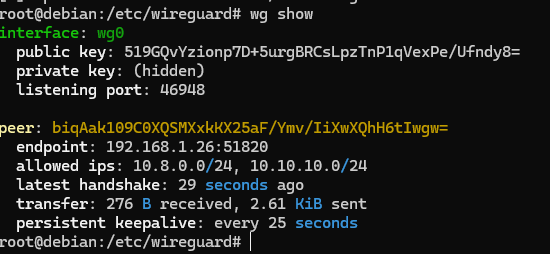 root@debian:/etc/wireguard# wg show
interface: wg0
public key: 519GQvYzionp7D+5urgBRCsLpzTnP1qVexPe/Ufndy8=
private key: (hidden)
listening port: 46948
peer: biqAak109C0XQSMXxkKX25aF/Ymv/IiXwXQhH6tIwgw=
endpoint: 192.168.1.26:51820
allowed ips: 10.8.0.0/24, 10.10.10.0/24
latest handshake: 29 seconds ago
transfer: 276 B received, 2.61 KiB sent
persistent keepalive: every 25 seconds
root@debian:/etc/wireguard#